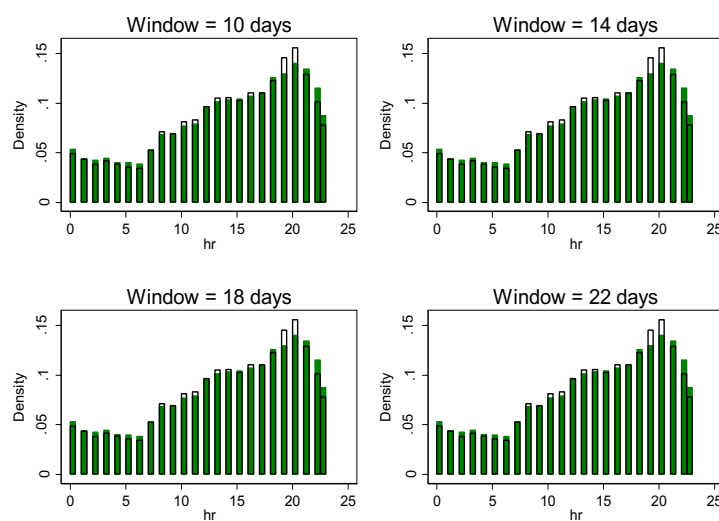 Window = 10 days
Density
0 .05 .1 .15
0 5 10 15 20 25
hr
Window = 14 days
Density
0 .05 .1 .15
0 5 10 15 20 25
hr
Window = 18 days
Density
0 .05 .1 .15
0 5 10 15 20 25
hr
Window = 22 days
Density
0 .05 .1 .15
0 5 10 15 20 25
hr